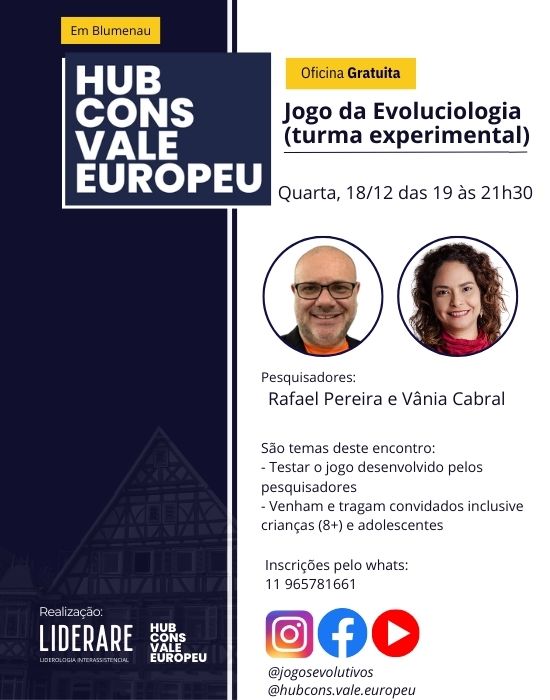 Em Blumenau
HUB
CONS
VALE
EUROPEU
Oficina Gratuita
Jogo da Evoluciologia
(turma experimental)
Quarta, 18/12 das 19 às 21h30
Pesquisadores:
Rafael Pereira e Vânia Cabral
São temas deste encontro:
- Testar o jogo desenvolvido pelos
pesquisadores
- Venham e tragam convidados inclusive
crianças (8+) e adolescentes
Inscrições pelo whats:
11 965781661
Realização:
LIDERARE
LIDEROLOGIA INTERASSISTENCIAL
HUB
CONS
VALE
EUROPEU
@jogosevolutivos
@hubcons.vale.europeu